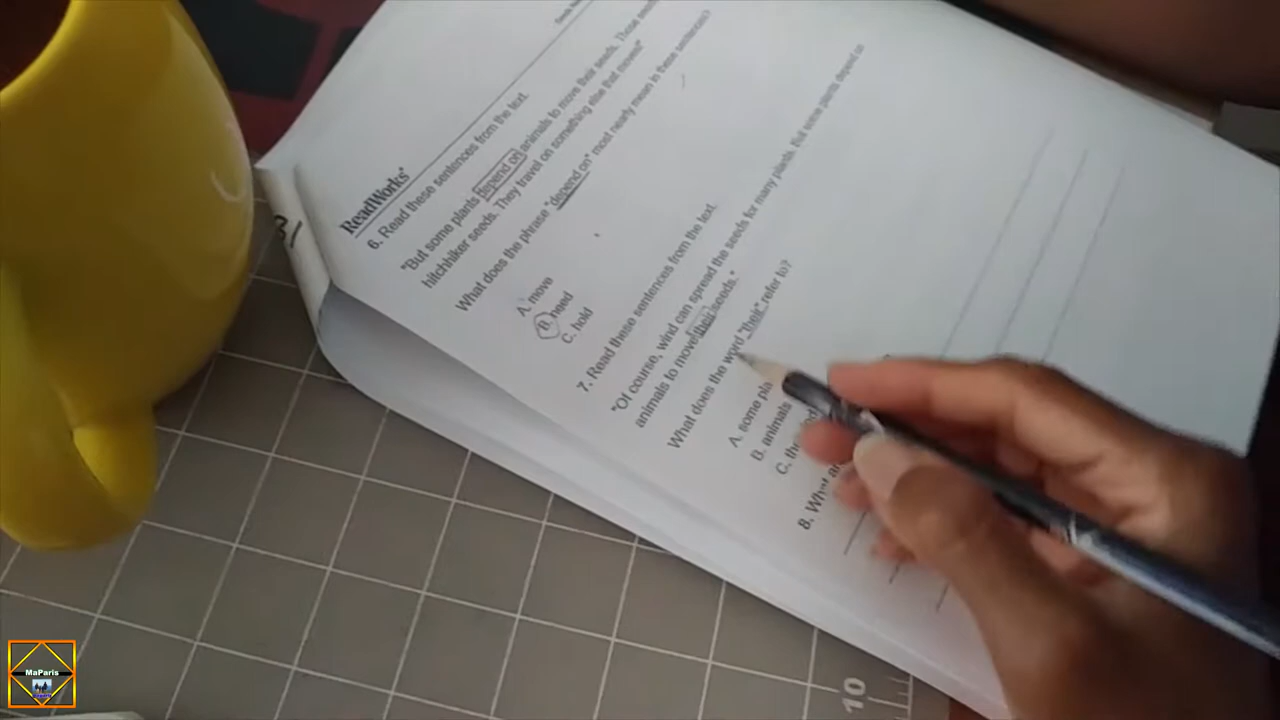 ReadWorks®
6. Read these sentences from the text.
"But some plants depend on animals to move their seeds. Those
hitchhiker seeds. They travel on something else that moves!"
What does the phrase "depend on" most nearly mean in these sentences?
A. move
B. need
C. hold
7. Read these sentences from the text.
"Of course, wind can spread the seeds for many plants. But some plants depend on
animals to move their seeds."
What does the word "their" refer to?
A. some
B. animals
C.
8. What
10
MaParis